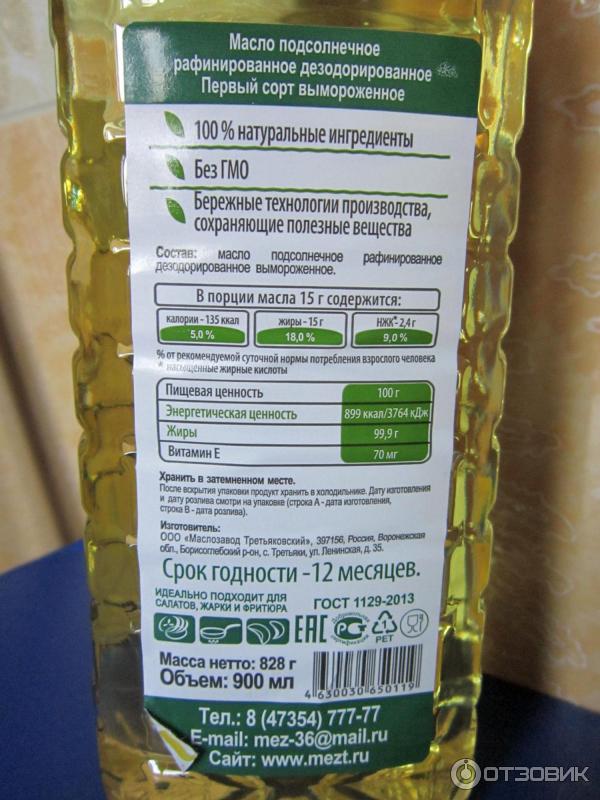 Масло подсолнечное
рафинированное дезодорированное
Первый сорт вымороженное
100 % натуральные ингредиенты
Без ГМО
Бережные технологии производства,
сохраняющие полезные вещества
Состав: масло подсолнечное рафинированное
дезодорированное вымороженное.
В порции масла 15 г содержится:
калории - 135 ккал
5,0 %
жиры - 15 г
18,0 %
НЖК* - 2,4 г
9,0 %
% от рекомендуемой суточной нормы потребления взрослого человека
* насыщенные жирные кислоты
Пищевая ценность 100 г
Энергетическая ценность 899 ккал/3764 кДж
Жиры 99,9 г
Витамин Е 70 мг
Хранить в затемненном месте.
После вскрытия упаковки продукт хранить в холодильнике. Дату изготовления
и дату розлива смотри на упаковке (строка А - дата изготовления,
строка В - дата розлива).
Изготовитель:
ООО «Маслозавод Третьяковский», 397156, Россия, Воронежская
обл., Борисоглебский р-он, с. Третьяки, ул. Ленинская, д. 35.
Срок годности -12 месяцев.
ИДЕАЛЬНО ПОДХОДИТ ДЛЯ
САЛАТОВ, ЖАРКИ И ФРИТЮРА
ГОСТ 1129-2013
ЕАС
Добровольная
сертификация
1
PET
Масса нетто: 828 г
Объем: 900 мл
4630030650119
Тел.: 8 (47354) 777-77
E-mail: mez-36@mail.ru
Сайт: www.mezt.ru
ОТЗОВИК